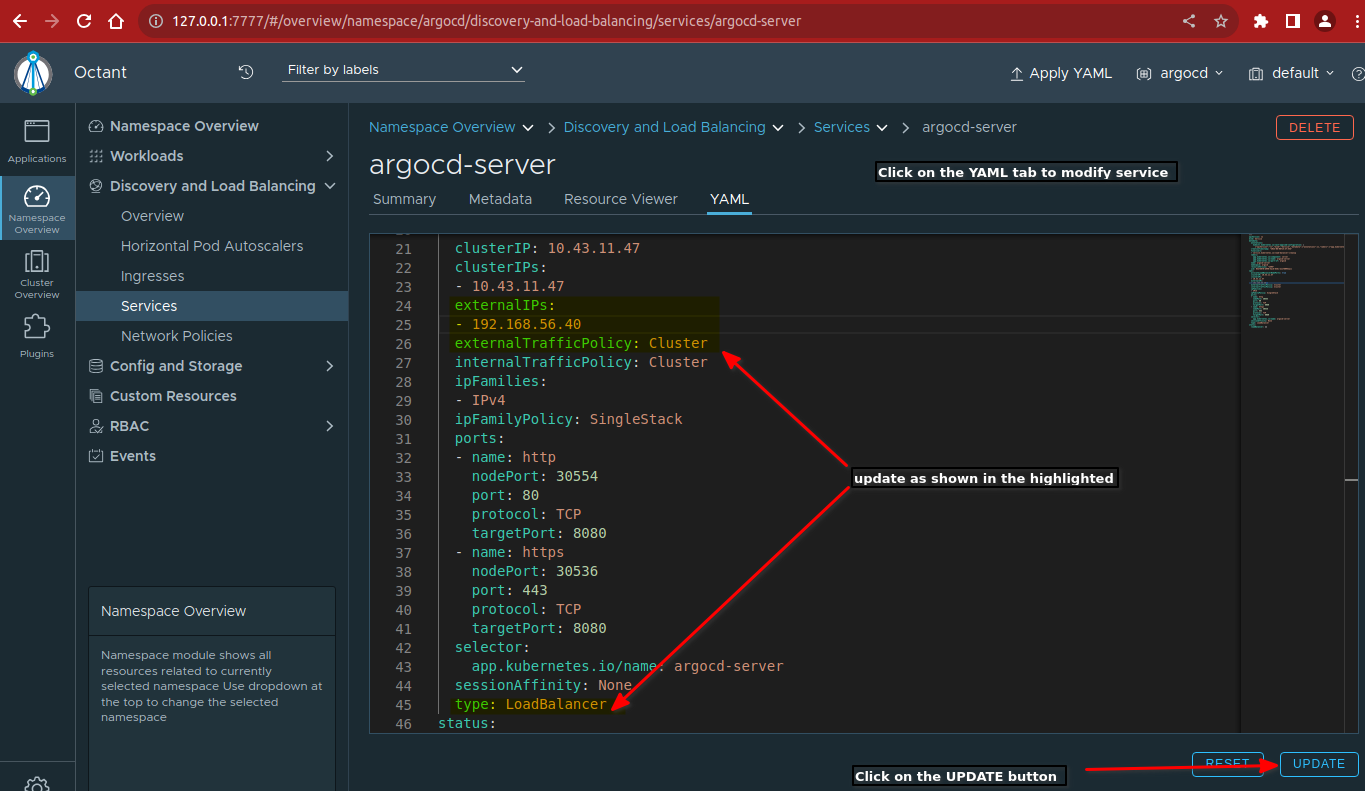 127.0.0.1:7777/#/overview/namespace/argocd/discovery-and-load-balancing/services/argocd-server
Octant
Filter by labels
Apply YAML
argocd
default
Applications
Namespace
Overview
Cluster
Overview
Plugins
Namespace Overview
Workloads
Discovery and Load Balancing
Overview
Horizontal Pod Autoscalers
Ingresses
Services
Network Policies
Config and Storage
Custom Resources
RBAC
Events
Namespace Overview
Namespace module shows all
resources related to currently
selected namespace Use dropdown at
the top to change the selected
namespace
Namespace Overview > Discovery and Load Balancing > Services > argocd-server
DELETE
argocd-server
Click on the YAML tab to modify service
Summary Metadata Resource Viewer YAML
21 clusterIP: 10.43.11.47
22 clusterIPs:
23 - 10.43.11.47
24 externalIPs:
25 - 192.168.56.40
26 externalTrafficPolicy: Cluster
27 internalTrafficPolicy: Cluster
28 ipFamilies:
29 - IPv4
30 ipFamilyPolicy: SingleStack
31 ports:
32 - name: http
33 nodePort: 30554
34 port: 80
35 protocol: TCP
36 targetPort: 8080
37 - name: https
38 nodePort: 30536
39 port: 443
40 protocol: TCP
41 targetPort: 8080
42 selector:
43 app.kubernetes.io/name: argocd-server
44 sessionAffinity: None
45 type: LoadBalancer
46 status:
update as shown in the highlighted
Click on the UPDATE button
RESET
UPDATE